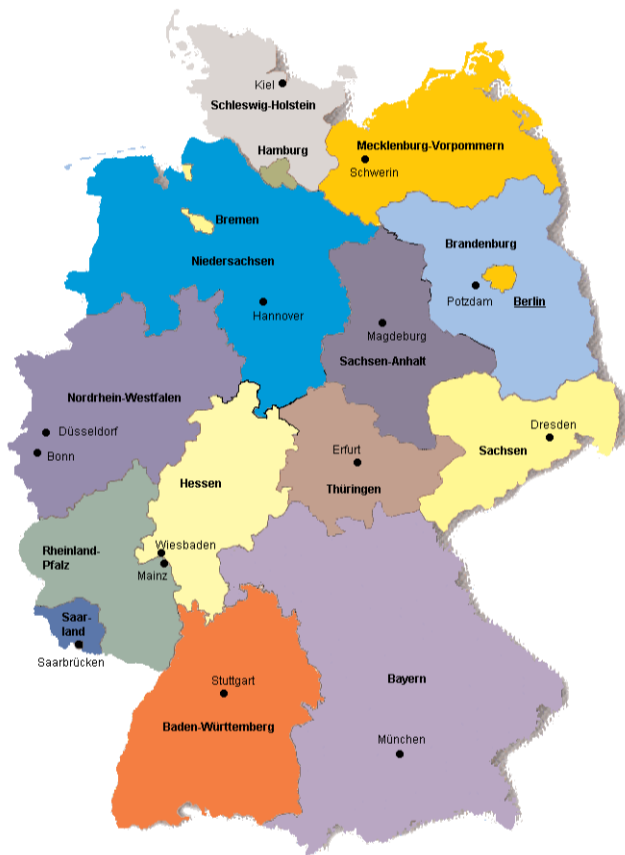 Kiel
Schleswig-Holstein
Hamburg
Mecklenburg-Vorpommern
Schwerin
Bremen
Niedersachsen
Hannover
Brandenburg
Potzdam
Berlin
Magdeburg
Sachsen-Anhalt
Nordrhein-Westfalen
Düsseldorf
Bonn
Hessen
Erfurt
Thüringen
Dresden
Sachsen
Rheinland-
Pfalz
Wiesbaden
Mainz
Saar-
land
Saarbrücken
Stuttgart
Baden-Württemberg
Bayern
München